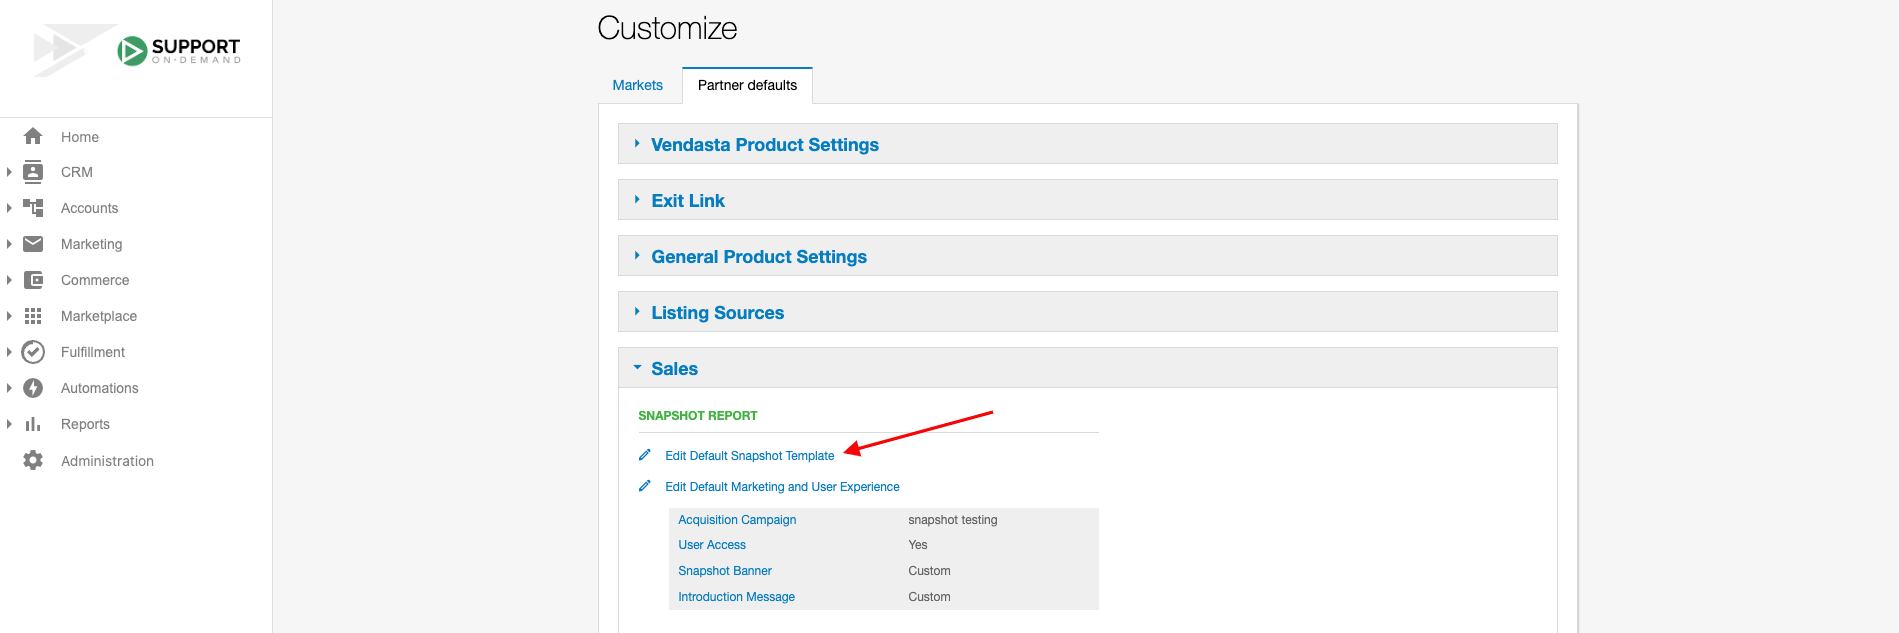 SUPPORT
ON-DEMAND
Home
CRM
Accounts
Marketing
Commerce
Marketplace
Fulfillment
Automations
Reports
Administration
Customize
Markets
Partner defaults
Vendasta Product Settings
Exit Link
General Product Settings
Listing Sources
Sales
SNAPSHOT REPORT
Edit Default Snapshot Template
Edit Default Marketing and User Experience
Acquisition Campaign snapshot testing
User Access Yes
Snapshot Banner Custom
Introduction Message Custom